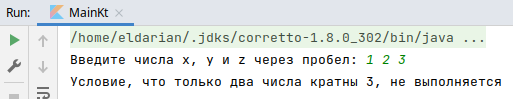 Run: MainKt
/home/eldarian/.jdks/corretto-1.8.0_302/bin/java ...
Введите числа x, y и z через пробел: 1 2 3
Условие, что только два числа кратны 3, не выполняется